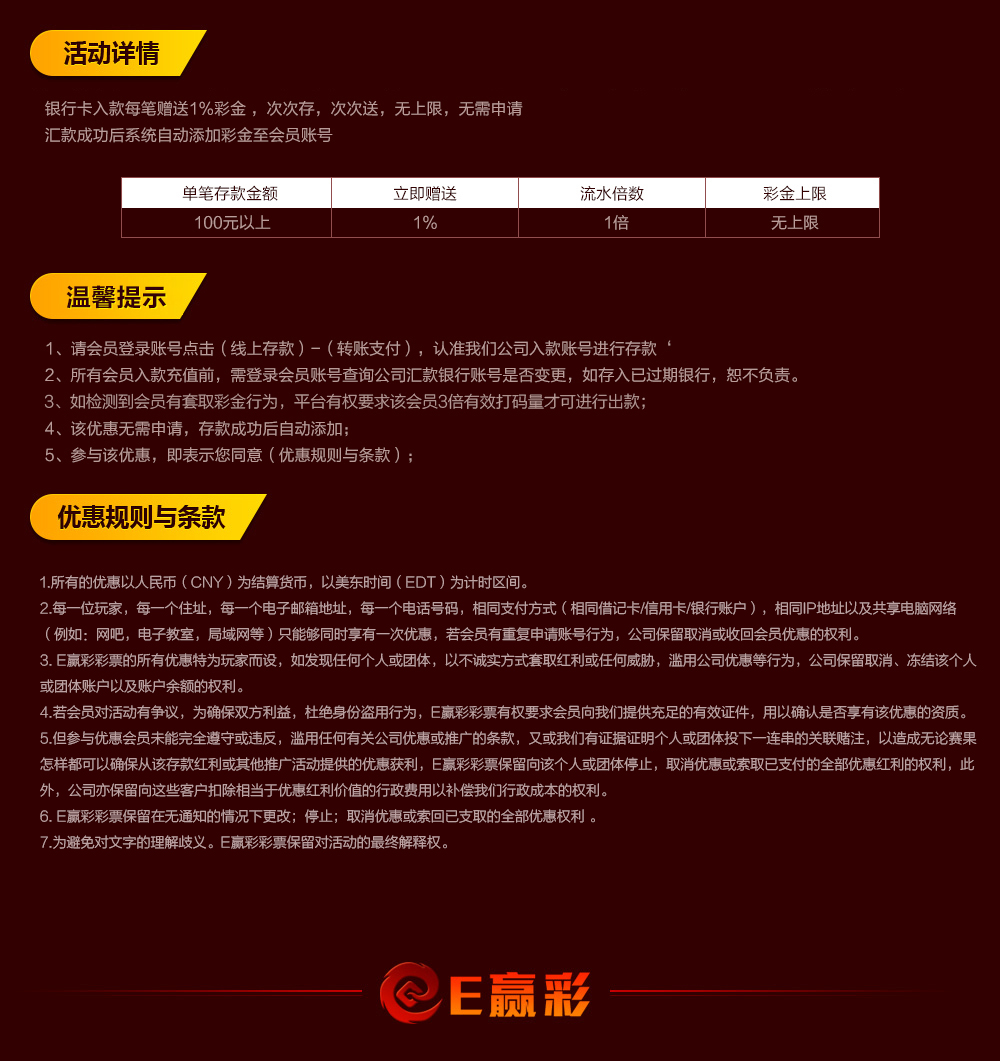 活动详情
银行卡入款每笔赠送1%彩金 ，次次存，次次送，无上限，无需申请
汇款成功后系统自动添加彩金至会员账号
单笔存款金额 立即赠送 流水倍数 彩金上限
100元以上 1% 1倍 无上限
温馨提示
1、请会员登录账号点击（线上存款）-（转账支付），认准我们公司入款账号进行存款‘
2、所有会员入款充值前，需登录会员账号查询公司汇款银行账号是否变更，如存入已过期银行，恕不负责。
3、如检测到会员有套取彩金行为，平台有权要求该会员3倍有效打码量才可进行出款；
4、该优惠无需申请，存款成功后自动添加；
5、参与该优惠，即表示您同意（优惠规则与条款）；
优惠规则与条款
1.所有的优惠以人民币（CNY）为结算货币，以美东时间（EDT）为计时区间。
2.每一位玩家，每一个住址，每一个电子邮箱地址，每一个电话号码，相同支付方式（相同借记卡/信用卡/银行账户），相同IP地址以及共享电脑网络
（例如：网吧，电子教室，局域网等）只能够同时享有一次优惠，若会员有重复申请账号行为，公司保留取消或收回会员优惠的权利。
3. E赢彩彩票的所有优惠特为玩家而设，如发现任何个人或团体，以不诚实方式套取红利或任何威胁，滥用公司优惠等行为，公司保留取消、冻结该个人
或团体账户以及账户余额的权利。
4.若会员对活动有争议，为确保双方利益，杜绝身份盗用行为，E赢彩彩票有权要求会员向我们提供充足的有效证件，用以确认是否享有该优惠的资质。
5.但参与优惠会员未能完全遵守或违反，滥用任何有关公司优惠或推广的条款，又或我们有证据证明个人或团体投下一连串的关联赌注，以造成无论赛果
怎样都可以确保从该存款红利或其他推广活动提供的优惠获利，E赢彩彩票保留向该个人或团体停止，取消优惠或索取已支付的全部优惠红利的权利，此
外，公司亦保留向这些客户扣除相当于优惠红利价值的行政费用以补偿我们行政成本的权利。
6. E赢彩彩票保留在无通知的情况下更改；停止；取消优惠或索回已支取的全部优惠权利 。
7.为避免对文字的理解歧义。E赢彩彩票保留对活动的最终解释权。
E赢彩